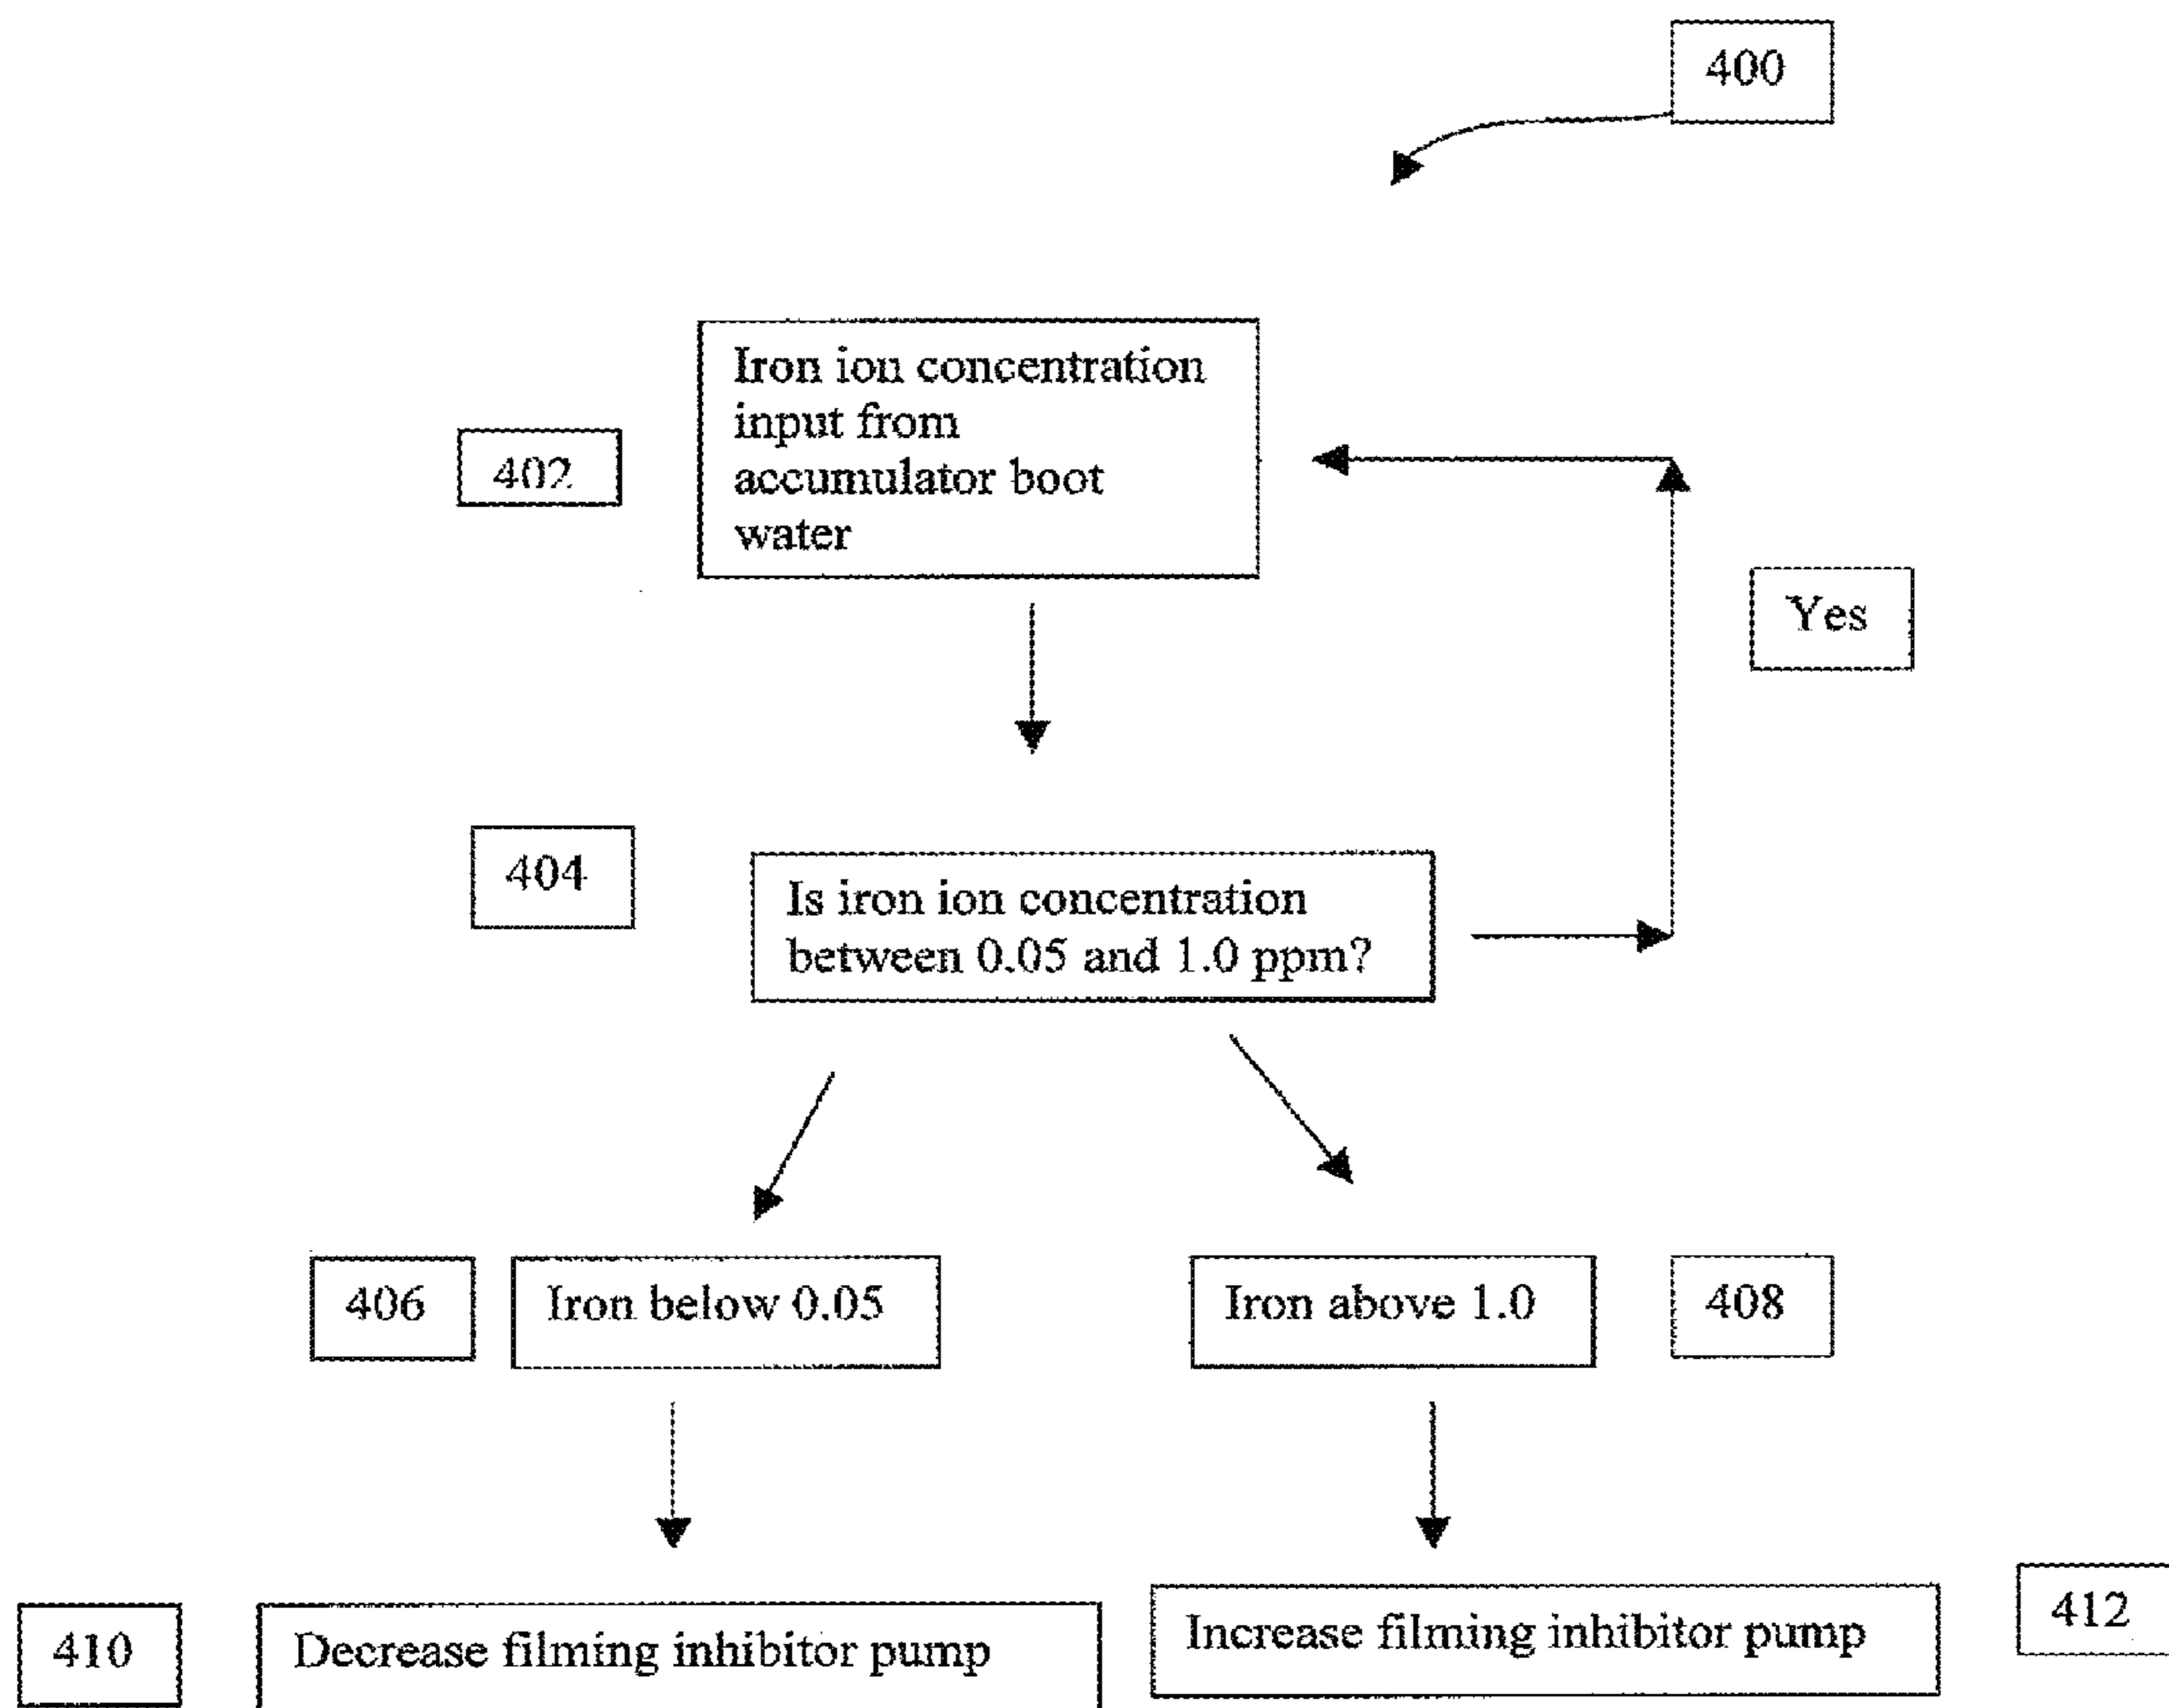 400
Iron ion concentration
input from
accumulator boot
water
402
Yes
404
Is iron ion concentration
between 0.05 and 1.0 ppm?
406
Iron below 0.05
Iron above 1.0
408
410
Decrease filming inhibitor pump
Increase filming inhibitor pump
412